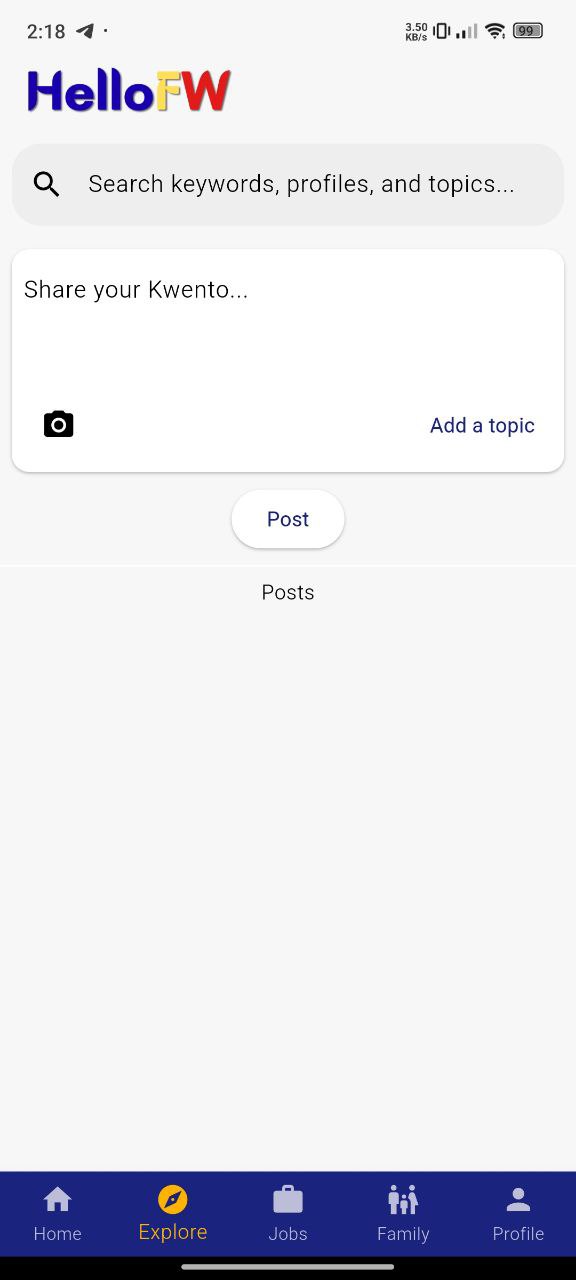 2:18
3.50
KB/s
99
HelloFW
Search keywords, profiles, and topics...
Share your Kwento...
Add a topic
Post
Posts
Home
Explore
Jobs
Family
Profile